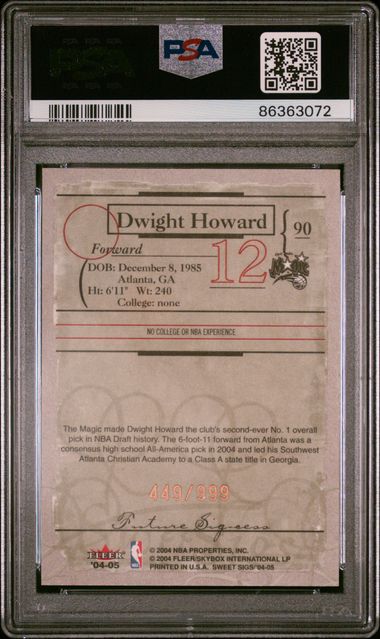 PSA
86363072
Dwight Howard
90
Forward
12
DOB: December 8, 1985
Atlanta, GA
Ht: 6'11" Wt: 240
College: none
NO COLLEGE OR NBA EXPERIENCE
The Magic made Dwight Howard the club's second-ever No. 1 overall
pick in NBA Draft history. The 6-foot-11 forward from Atlanta was a
consensus high school All-America pick in 2004 and led his Southwest
Atlanta Christian Academy to a Class A state title in Georgia.
449/999
Future Signees
FLEER
'04-05
© 2004 NBA PROPERTIES, INC.
© 2004 FLEER/SKYBOX INTERNATIONAL LP
PRINTED IN U.S.A. SWEET SIGS/'04-05